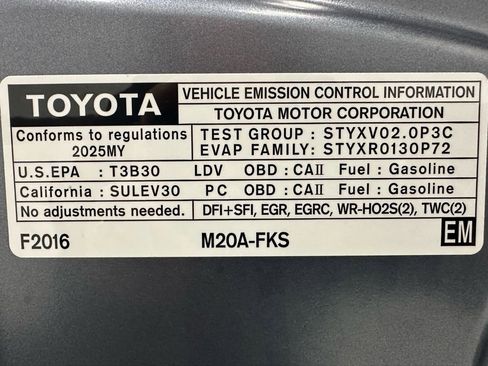 TOYOTA
VEHICLE EMISSION CONTROL INFORMATION
TOYOTA MOTOR CORPORATION
Conforms to regulations
2025MY
TEST GROUP : STYXV02.0P3C
EVAP FAMILY: STYXR0130P72
U.S.EPA : T3B30 LDV OBD : CAII Fuel : Gasoline
California : SULEV30 PC OBD : CAII Fuel : Gasoline
No adjustments needed. DFI+SFI, EGR, EGRC, WR-HO2S(2), TWC(2)
F2016 M20A-FKS EM